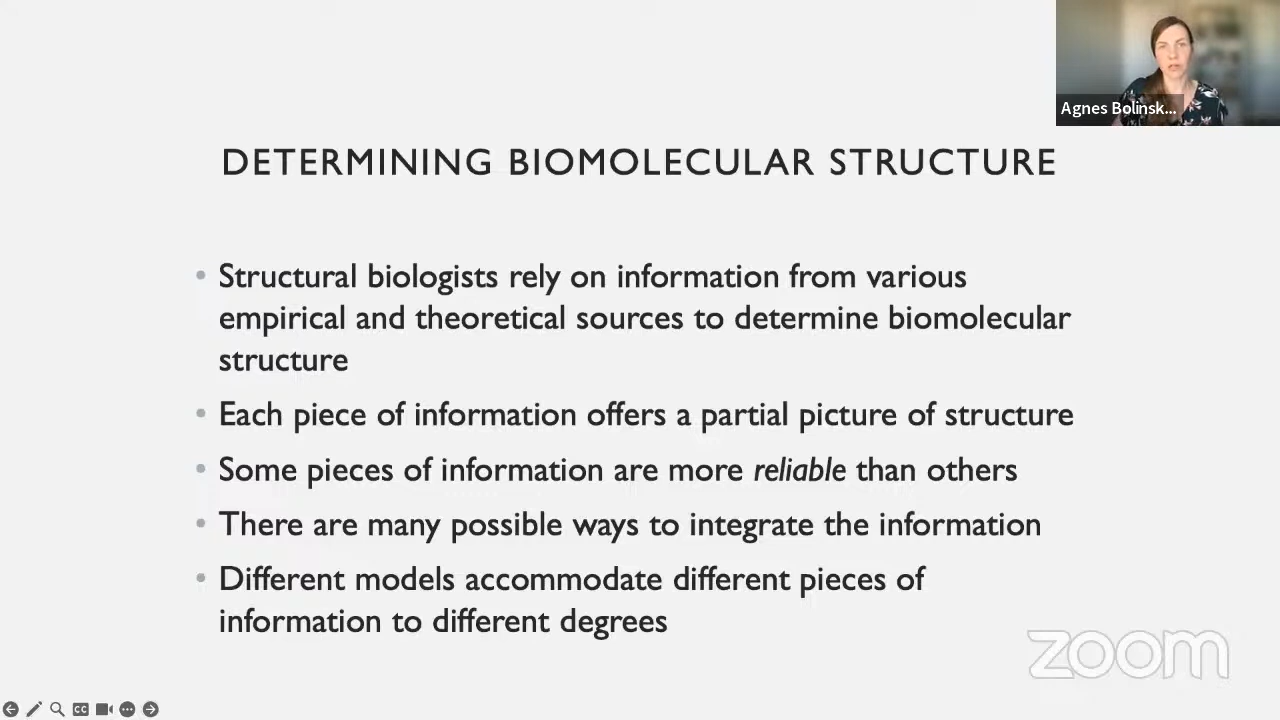 Agnes Bolinsk...
DETERMINING BIOMOLECULAR STRUCTURE
• Structural biologists rely on information from various
empirical and theoretical sources to determine biomolecular
structure
• Each piece of information offers a partial picture of structure
• Some pieces of information are more reliable than others
• There are many possible ways to integrate the information
• Different models accommodate different pieces of
information to different degrees
zoom
CC